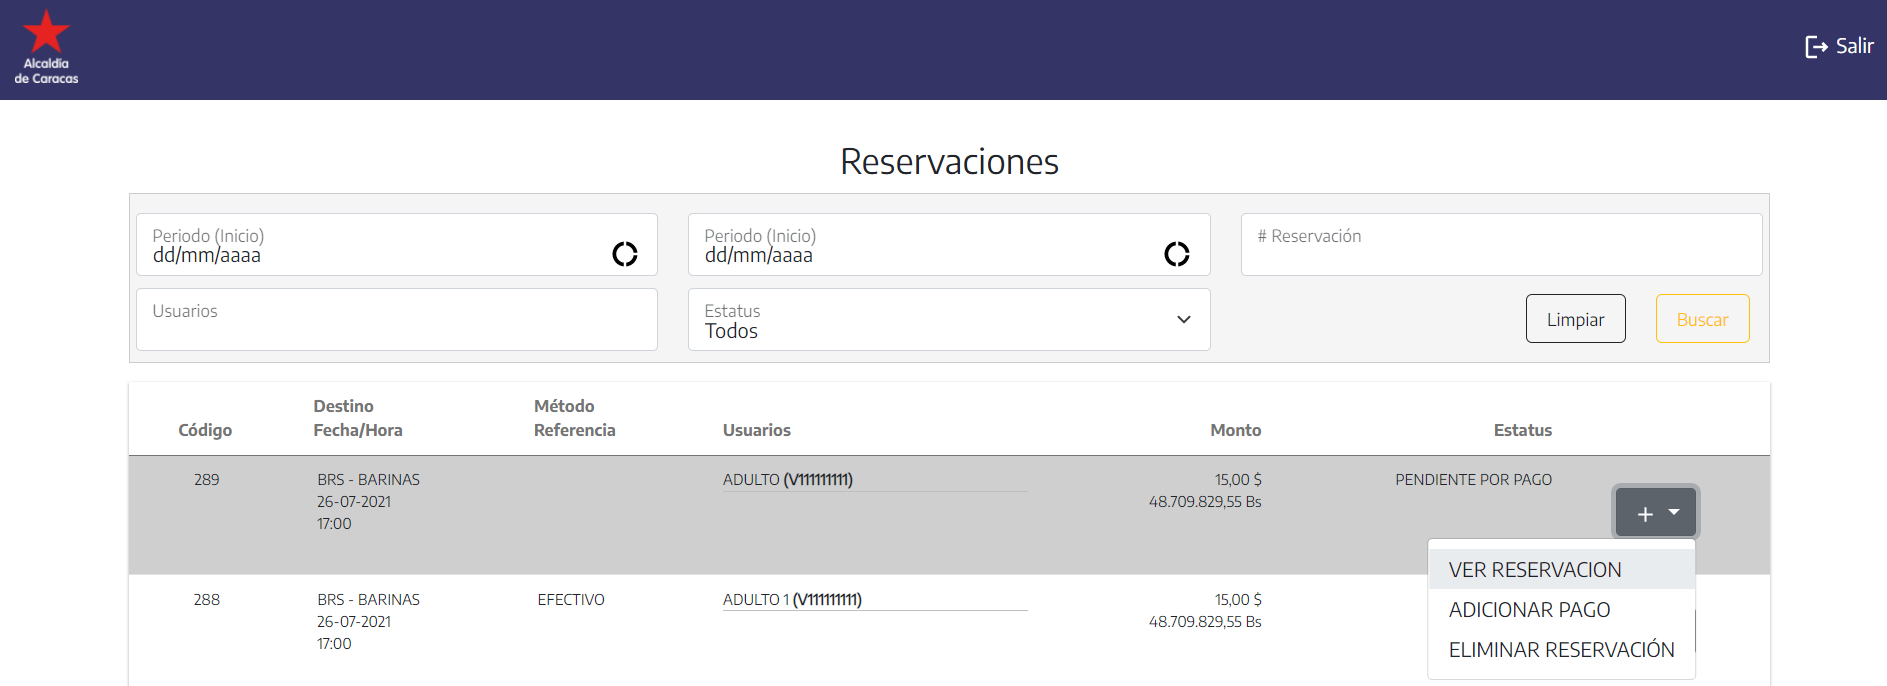 Alcaldía
de Caracas
Salir
Reservaciones
Periodo (Inicio)
dd/mm/aaaa
Periodo (Inicio)
dd/mm/aaaa
# Reservación
Usuarios
Estatus
Todos
Limpiar
Buscar
Código
Destino
Fecha/Hora
Método
Referencia
Usuarios
Monto
Estatus
289
BRS - BARINAS
26-07-2021
17:00
ADULTO (V111111111)
15,00 $
48.709.829,55 Bs
PENDIENTE POR PAGO
+
VER RESERVACION
ADICIONAR PAGO
ELIMINAR RESERVACIÓN
288
BRS - BARINAS
26-07-2021
17:00
EFECTIVO
ADULTO 1 (V111111111)
15,00 $
48.709.829,55 Bs